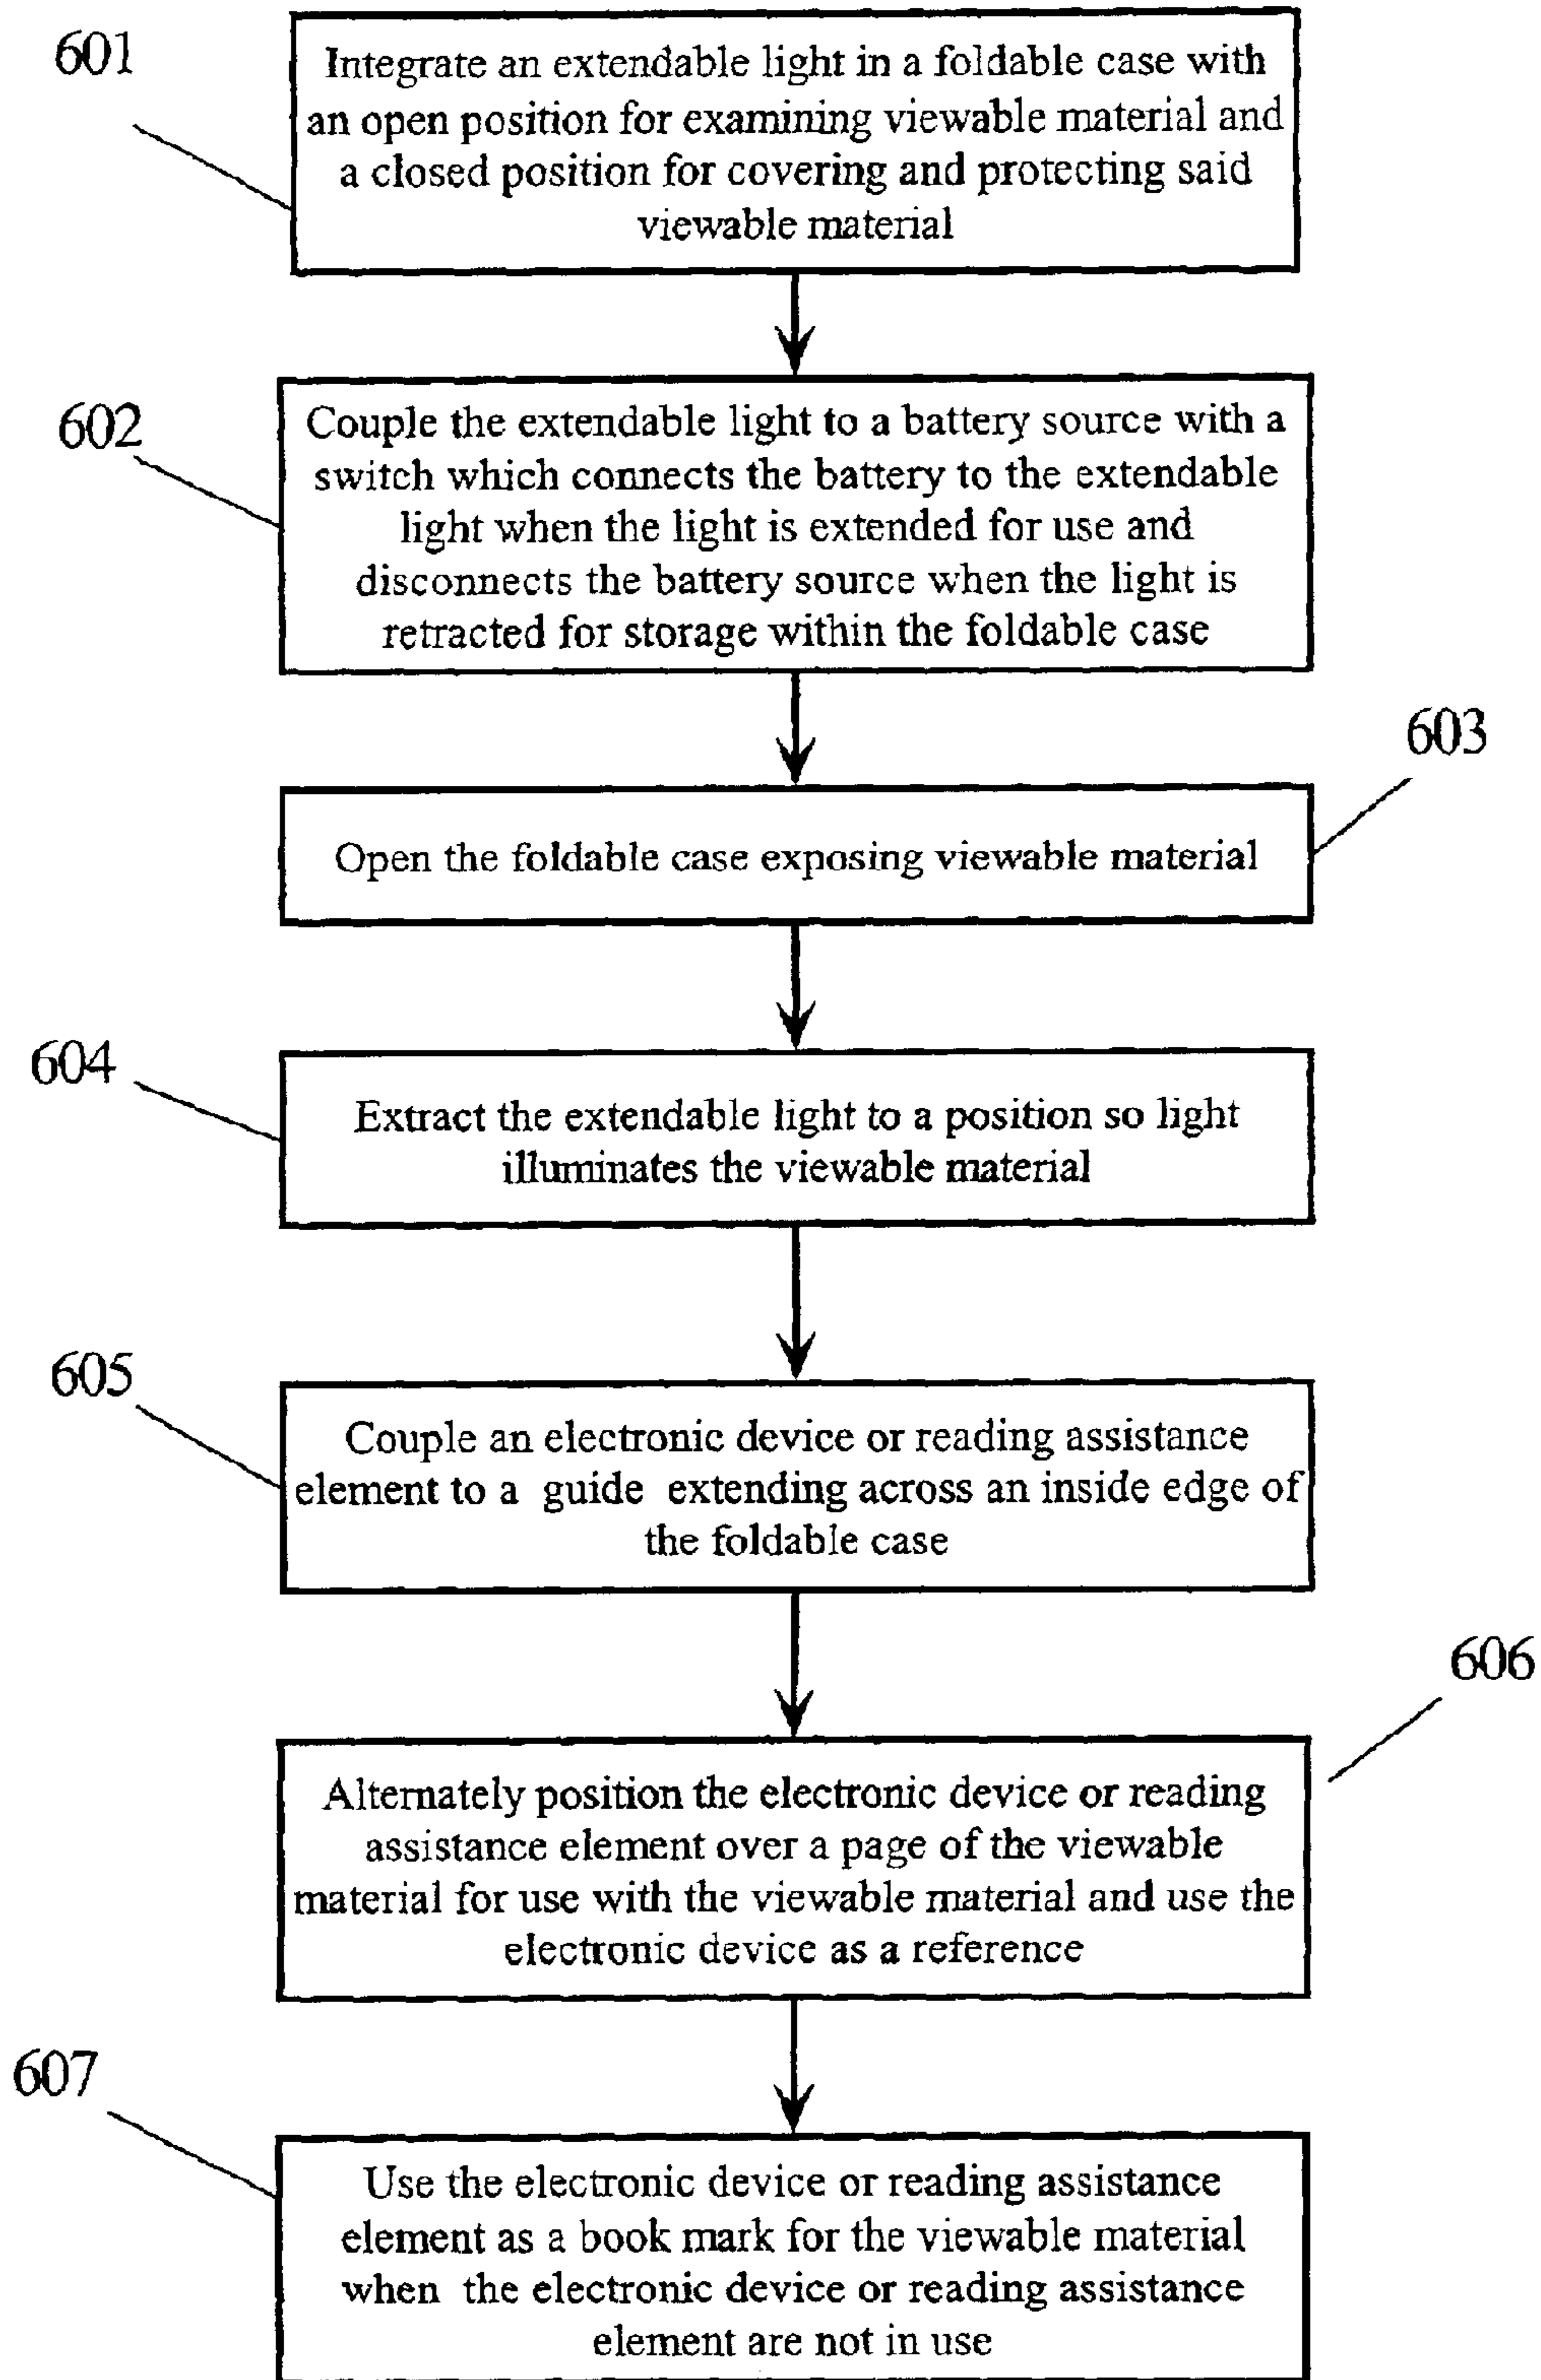 601
Integrate an extendable light in a foldable case with
an open position for examining viewable material and
a closed position for covering and protecting said
viewable material
602
Couple the extendable light to a battery source with a
switch which connects the battery to the extendable
light when the light is extended for use and
disconnects the battery source when the light is
retracted for storage within the foldable case
603
Open the foldable case exposing viewable material
604
Extract the extendable light to a position so light
illuminates the viewable material
605
Couple an electronic device or reading assistance
element to a guide extending across an inside edge of
the foldable case
606
Alternately position the electronic device or reading
assistance element over a page of the viewable
material for use with the viewable material and use the
electronic device as a reference
607
Use the electronic device or reading assistance
element as a book mark for the viewable material
when the electronic device or reading assistance
element are not in use